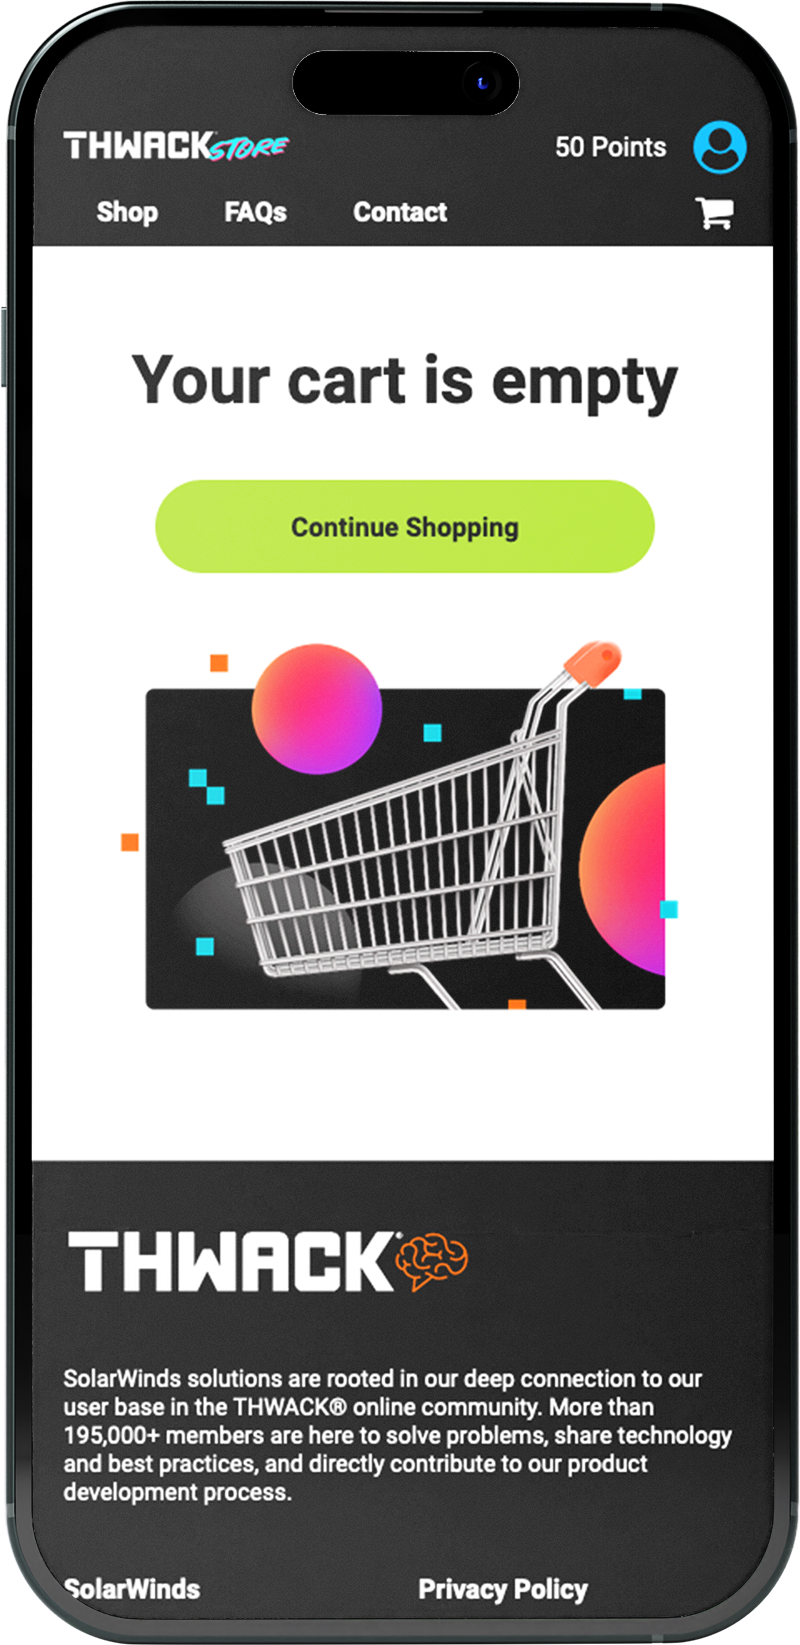 THWACK STORE
50 Points
Shop FAQs Contact
Your cart is empty
Continue Shopping
THWACK
SolarWinds solutions are rooted in our deep connection to our
user base in the THWACK® online community. More than
195,000+ members are here to solve problems, share technology
and best practices, and directly contribute to our product
development process.
SolarWinds Privacy Policy